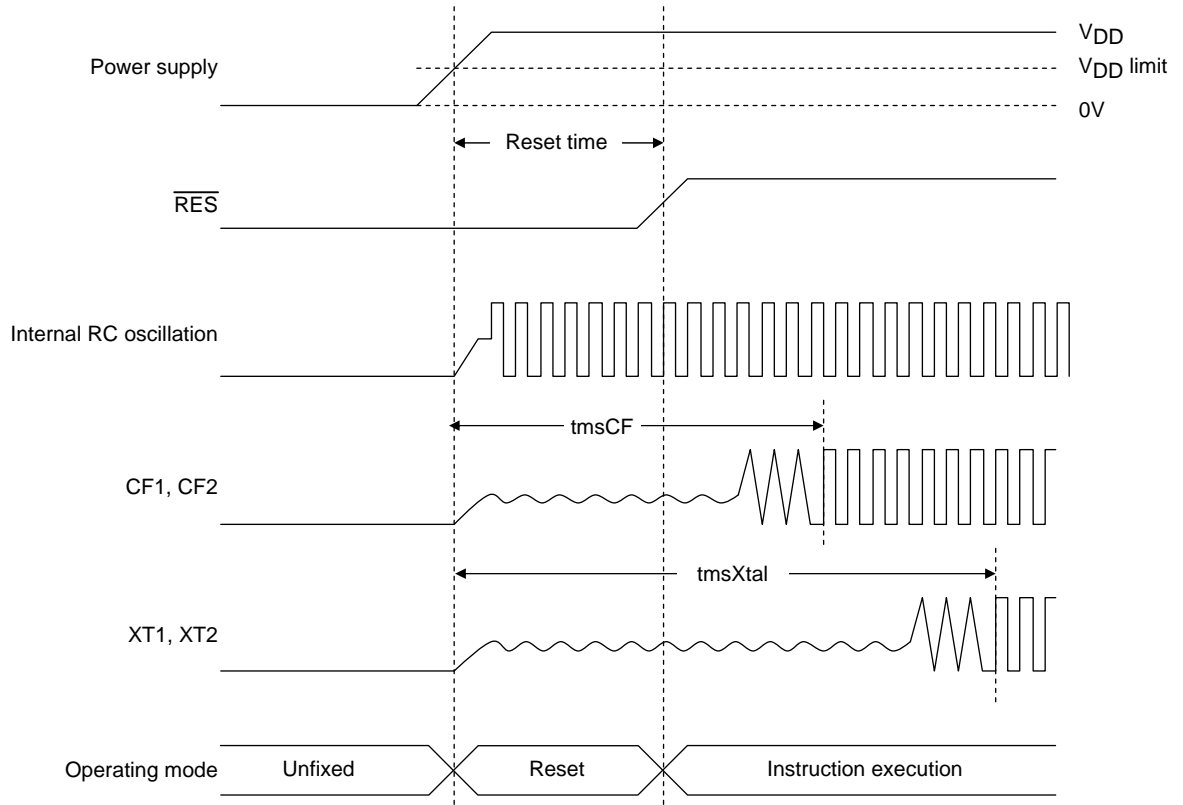 VDD
Power supply
VDD limit
0V
Reset time
RES
Internal RC oscillation
tmsCF
CF1, CF2
tmsXtal
XT1, XT2
Operating mode
Unfixed
Reset
Instruction execution